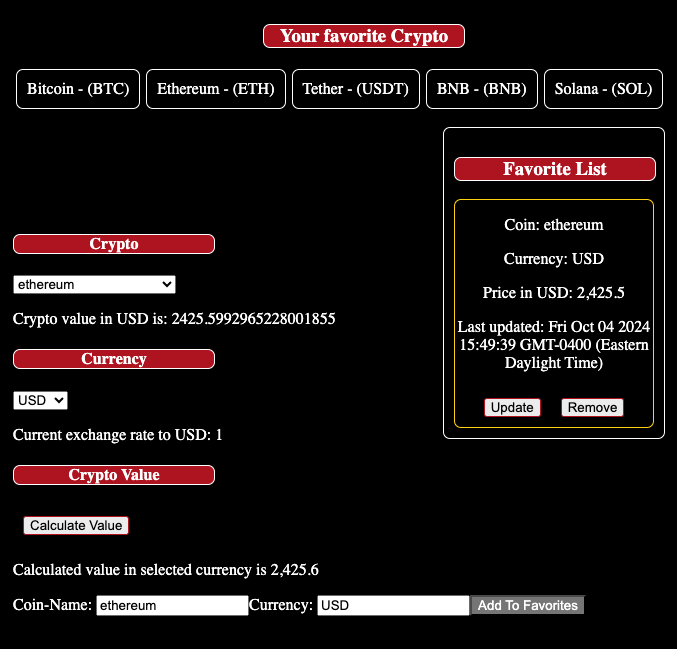 Your favorite Crypto
Bitcoin - (BTC) Ethereum - (ETH) Tether - (USDT) BNB - (BNB) Solana - (SOL)
Favorite List
Coin: ethereum
Currency: USD
Price in USD: 2,425.5
Last updated: Fri Oct 04 2024
15:49:39 GMT-0400 (Eastern
Daylight Time)
Update Remove
Crypto
ethereum
Crypto value in USD is: 2425.5992965228001855
Currency
USD
Current exchange rate to USD: 1
Crypto Value
Calculate Value
Calculated value in selected currency is 2,425.6
Coin-Name: ethereum Currency: USD Add To Favorites